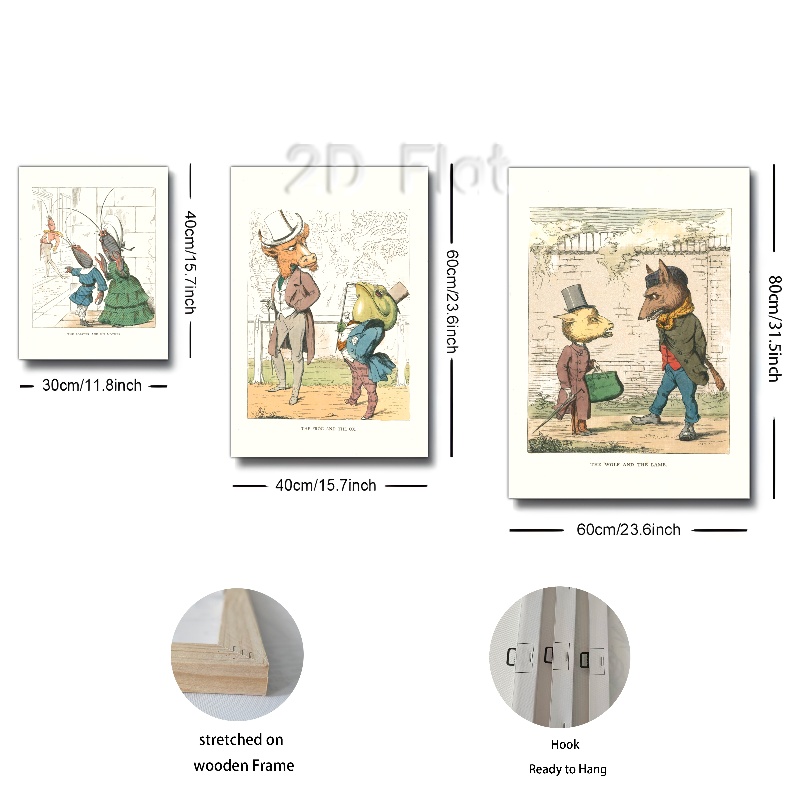 2D Flat
40cm/15.7inch
30cm/11.8inch
60cm/23.6inch
THE FROG AND THE OX.
40cm/15.7inch
80cm/31.5inch
THE WOLF AND THE LAMB.
60cm/23.6inch
stretched on
wooden Frame
Hook
Ready to Hang